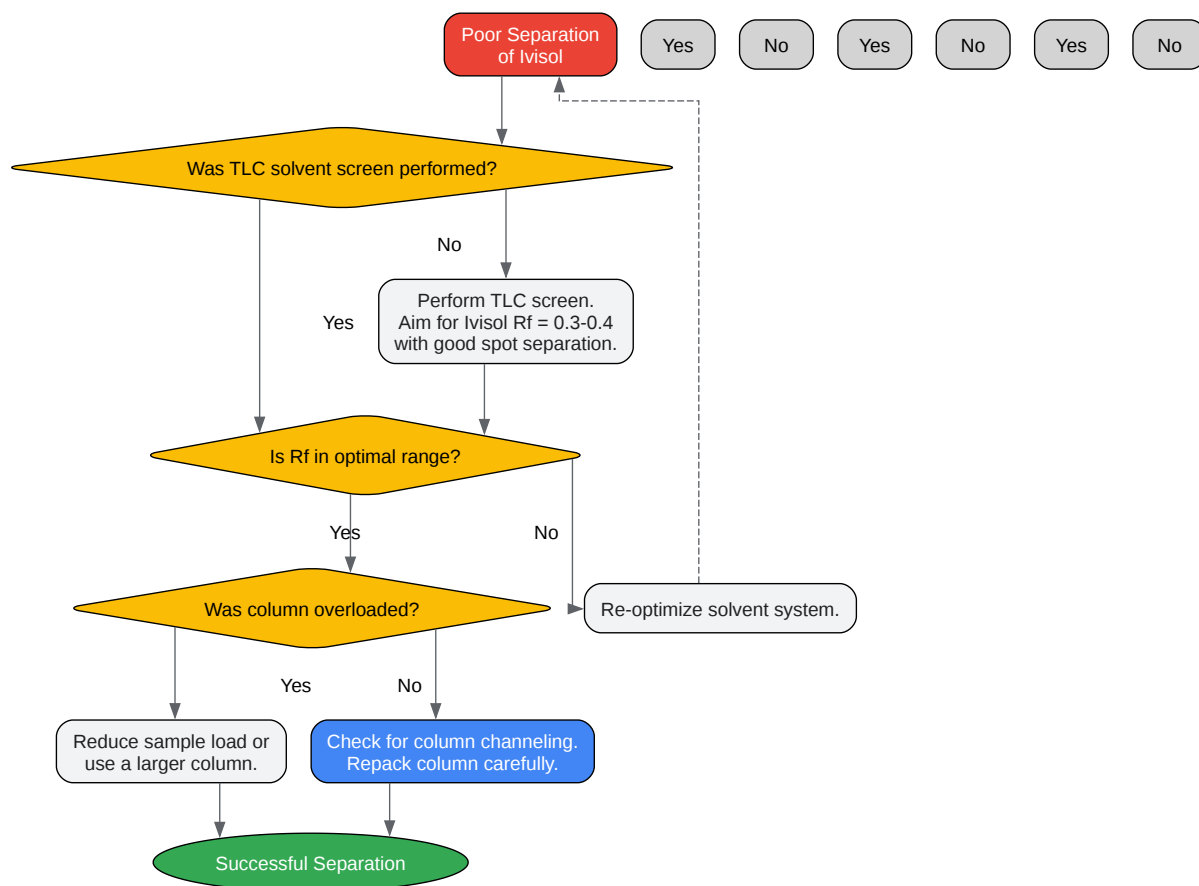 Poor Separation
of Ivisol
Yes
No
Yes
No
Yes
No
Was TLC solvent screen performed?
No
Perform TLC screen.
Aim for Ivisol Rf = 0.3-0.4
with good spot separation.
Yes
Is Rf in optimal range?
Yes
No
Was column overloaded?
Re-optimize solvent system.
Yes
No
Reduce sample load or
use a larger column.
Check for column channeling.
Repack column carefully.
Successful Separation